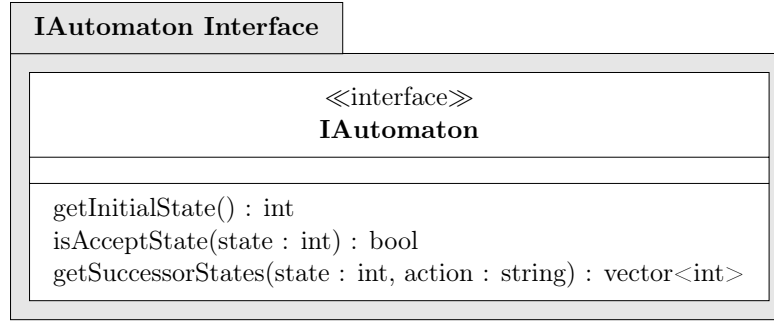 IAutomaton Interface
≪interface≫
IAutomaton
getInitialState() : int
isAcceptState(state : int) : bool
getSuccessorStates(state : int, action : string) : vector<int>